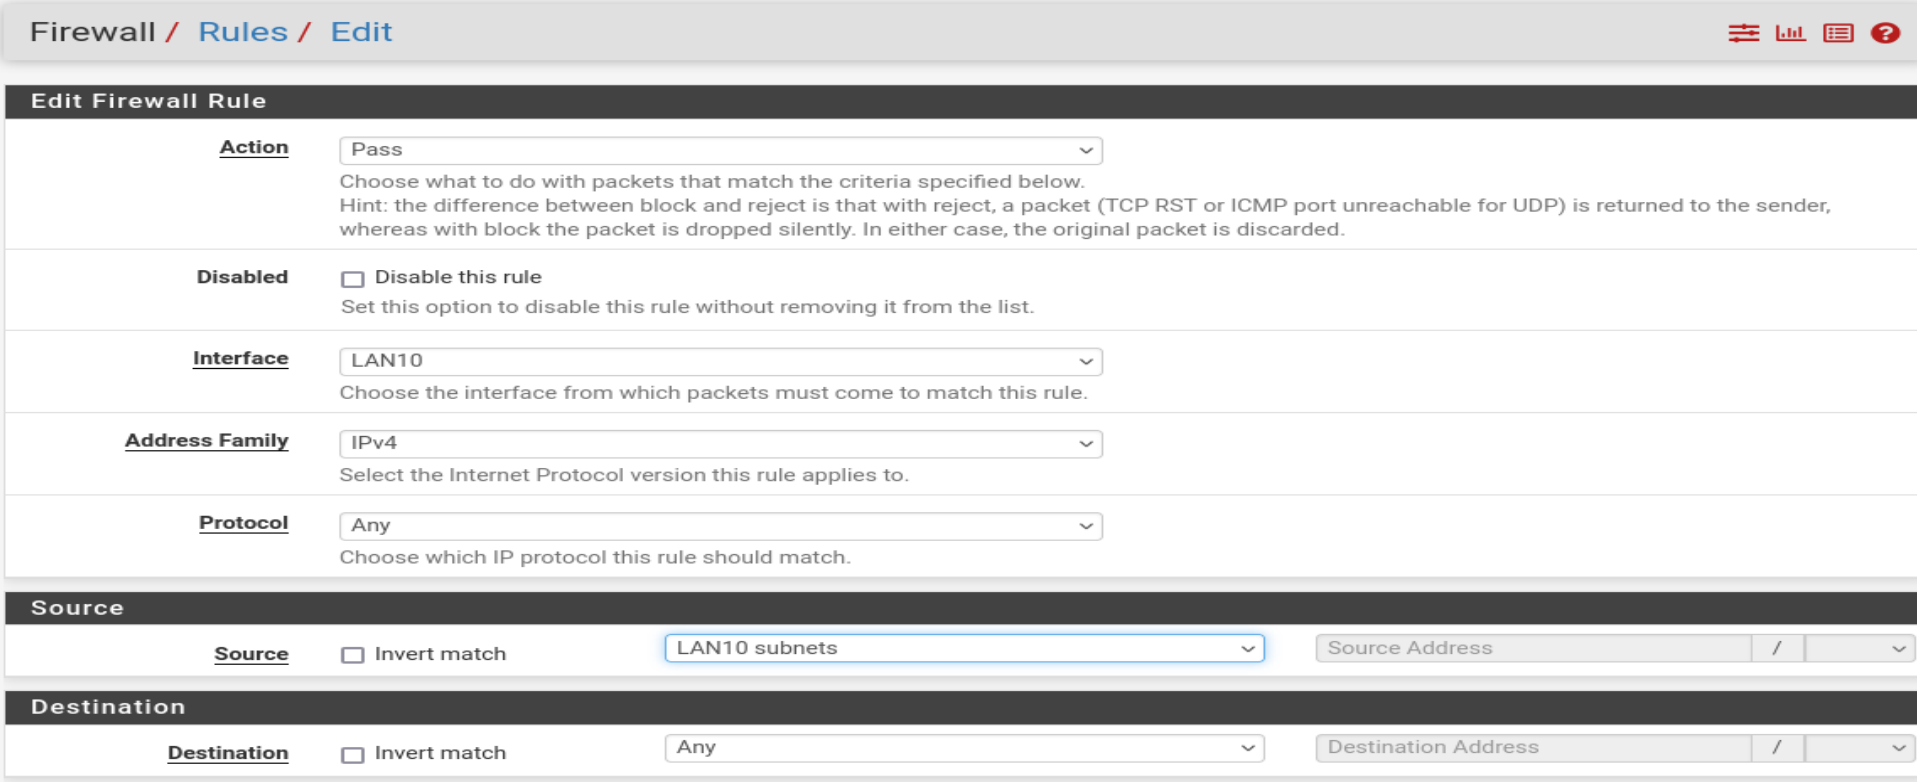 Firewall / Rules / Edit
Edit Firewall Rule
Action
Pass
Choose what to do with packets that match the criteria specified below.
Hint: the difference between block and reject is that with reject, a packet (TCP RST or ICMP port unreachable for UDP) is returned to the sender,
whereas with block the packet is dropped silently. In either case, the original packet is discarded.
Disabled
Disable this rule
Set this option to disable this rule without removing it from the list.
Interface
LAN10
Choose the interface from which packets must come to match this rule.
Address Family
IPv4
Select the Internet Protocol version this rule applies to.
Protocol
Any
Choose which IP protocol this rule should match.
Source
Source
Invert match
LAN10 subnets
Source Address
/
Destination
Destination
Invert match
Any
Destination Address
/